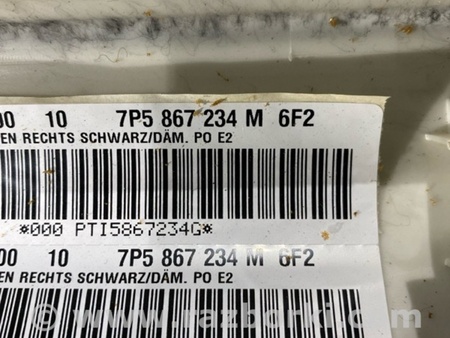 00 10 7P5 867 234 M 6F2
EN RECHTS SCHWARZ/DÄM. PO E2
*000 PTI5867234G*
00 10 7P5 867 234 M 6F2
EN RECHTS SCHWARZ/DÄM. PO E2
www.razborki.com